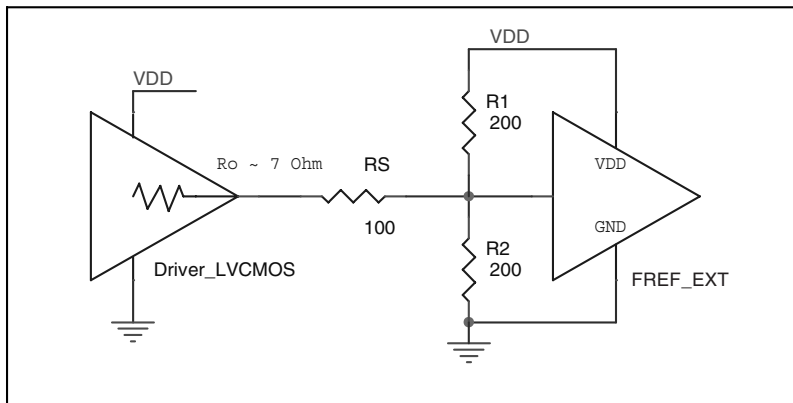 VDD
VDD
R1
200
Ro ~ 7 Ohm
RS
100
VDD
GND
R2
200
Driver_LVCMOS
FREF_EXT